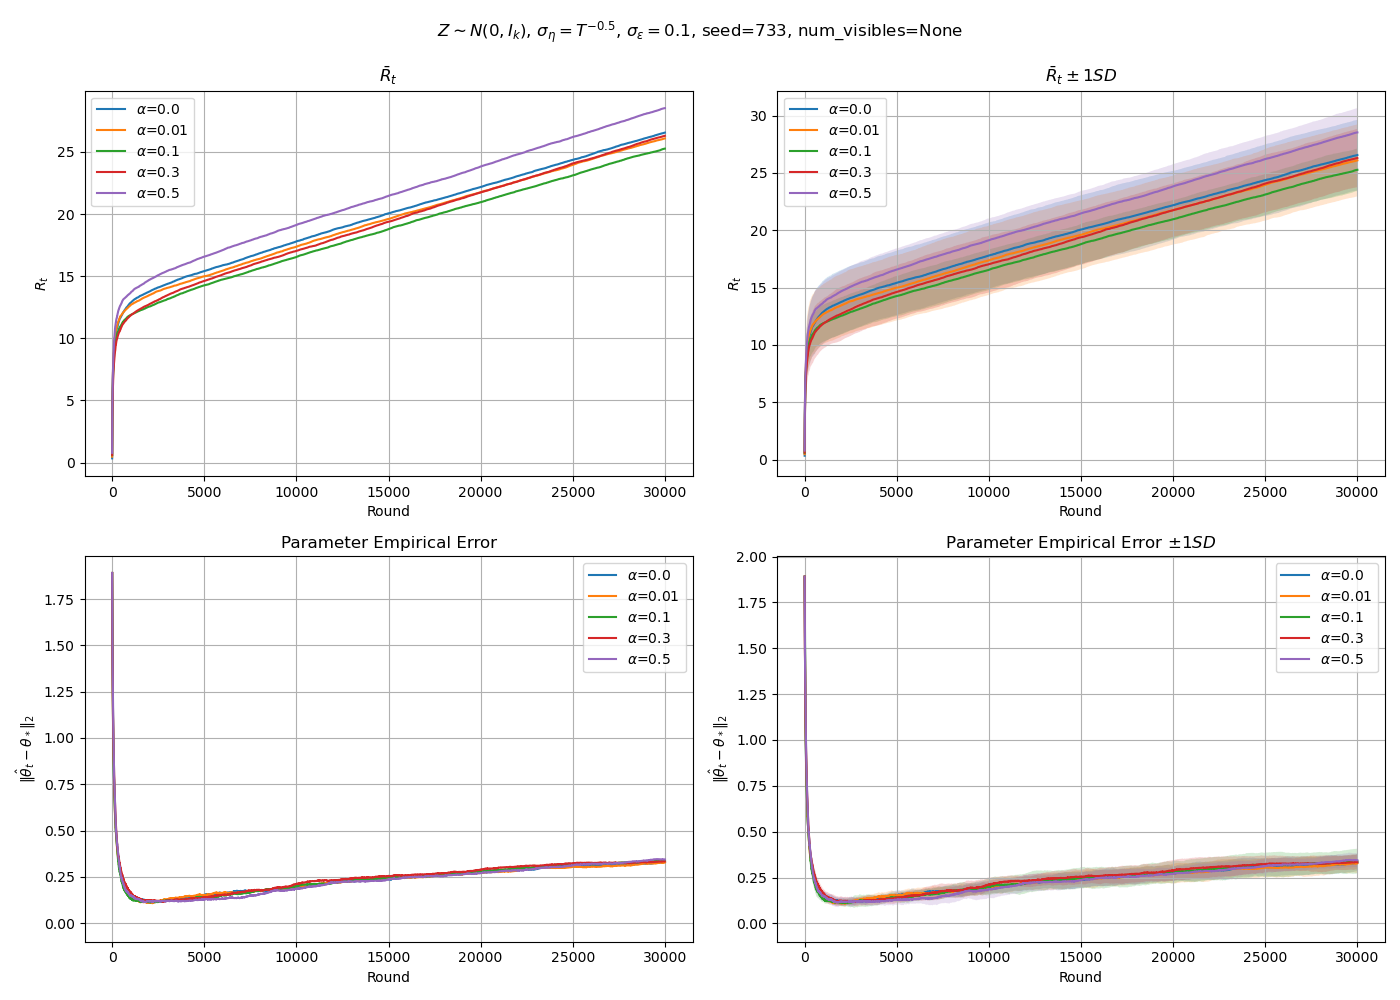 Z ~ N(0, I_k), σ_η = T^{−0.5}, σ_ε = 0.1, seed=733, num_visibles=None
R̄_t
R_t
25
20
15
10
5
0
α=0.0
α=0.01
α=0.1
α=0.3
α=0.5
0 5000 10000 15000 20000 25000 30000
Round
R̄_t ± 1SD
R_t
30
25
20
15
10
5
0
α=0.0
α=0.01
α=0.1
α=0.3
α=0.5
0 5000 10000 15000 20000 25000 30000
Round
Parameter Empirical Error
‖θ̂_t − θ_*‖_2
1.75
1.50
1.25
1.00
0.75
0.50
0.25
0.00
α=0.0
α=0.01
α=0.1
α=0.3
α=0.5
0 5000 10000 15000 20000 25000 30000
Round
Parameter Empirical Error ±1SD
‖θ̂_t − θ_*‖_2
2.00
1.75
1.50
1.25
1.00
0.75
0.50
0.25
0.00
α=0.0
α=0.01
α=0.1
α=0.3
α=0.5
0 5000 10000 15000 20000 25000 30000
Round